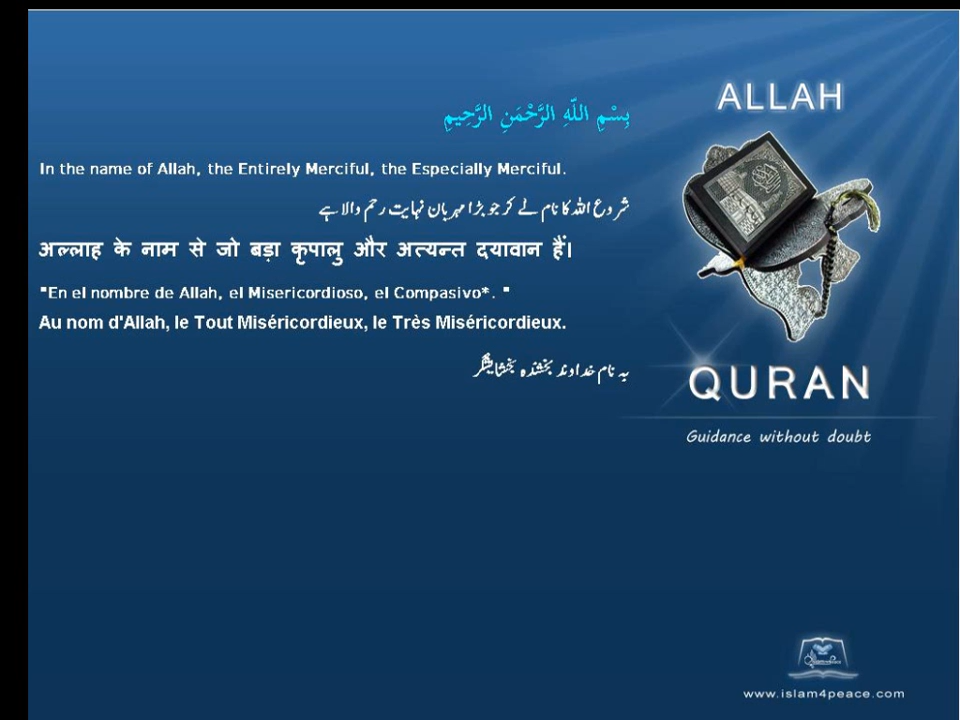 بِسْمِ اللَّهِ الرَّحْمَنِ الرَّحِيمِ
In the name of Allah, the Entirely Merciful, the Especially Merciful.
شروع اللہ کا نام لے کر جو بڑا مہربان نہایت رحم والا ہے
अल्लाह के नाम से जो बड़ा कृपालु और अत्यन्त दयावान हैं।
"En el nombre de Allah, el Misericordioso, el Compasivo*. "
Au nom d'Allah, le Tout Miséricordieux, le Très Miséricordieux.
به نام خداوند بخشنده بخشایشگر
ALLAH
QURAN
Guidance without doubt
www.islam4peace.com